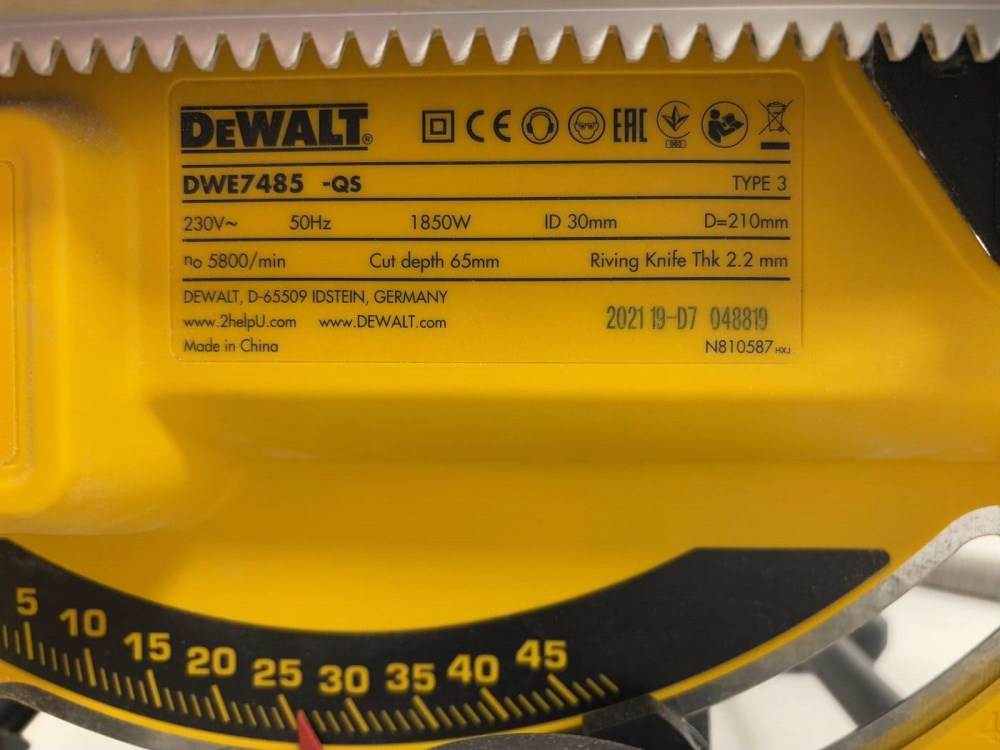 DEWALT®
DWE7485 -QS TYPE 3
230V~ 50Hz 1850W ID 30mm D=210mm
no 5800/min Cut depth 65mm Riving Knife Thk 2.2 mm
DEWALT, D-65509 IDSTEIN, GERMANY
www.2helpU.com www.DEWALT.com 2021 19-D7 048819
Made in China N810587 HXJ
5 10 15 20 25 30 35 40 45